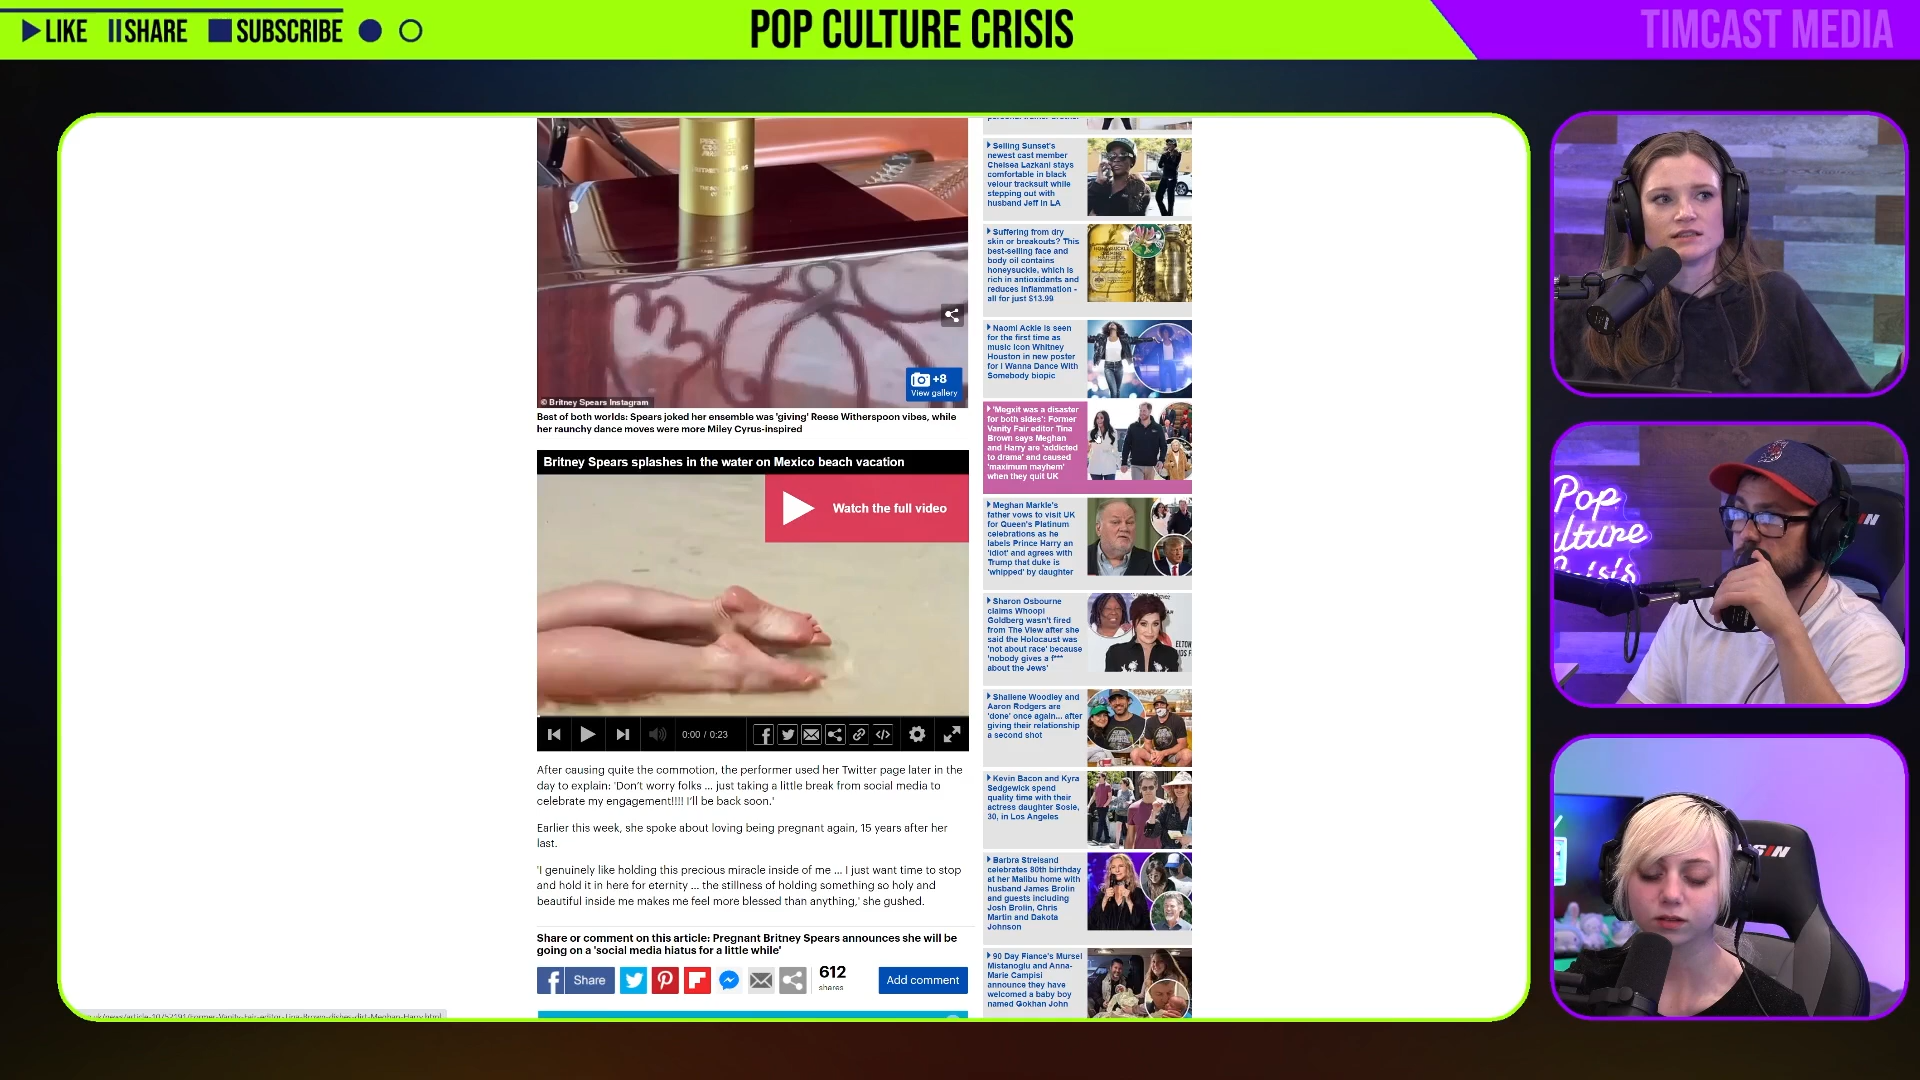 LIKE SHARE SUBSCRIBE
POP CULTURE CRISIS
TIMCAST MEDIA
+8
View gallery
© Britney Spears Instagram
Best of both worlds: Spears joked her ensemble was 'giving' Reese Witherspoon vibes, while
her raunchy dance moves were more Miley Cyrus-inspired
Britney Spears splashes in the water on Mexico beach vacation
Watch the full video
0:00 / 0:23
After causing quite the commotion, the performer used her Twitter page later in the
day to explain: 'Don't worry folks ... just taking a little break from social media to
celebrate my engagement!!!! I'll be back soon.'
Earlier this week, she spoke about loving being pregnant again, 15 years after her
last.
'I genuinely like holding this precious miracle inside of me ... I just want time to stop
and hold it in here for eternity ... the stillness of holding something so holy and
beautiful inside me makes me feel more blessed than anything,' she gushed.
Share or comment on this article: Pregnant Britney Spears announces she will be
going on a 'social media hiatus for a little while'
Share
612
shares
Add comment
Selling Sunset's
newest cast member
Chelsea Lazkani stays
comfortable in black
velour tracksuit while
stepping out with
husband Jeff in LA
Suffering from dry
skin or breakouts? This
best-selling face and
body oil contains
honeysuckle, which is
rich in antioxidants and
reduces inflammation -
all for just $13.99
Naomi Ackie is seen
for the first time as
music icon Whitney
Houston in new poster
for I Wanna Dance With
Somebody biopic
'Megxit was a disaster
for both sides': Former
Vanity Fair editor Tina
Brown says Meghan
and Harry are 'addicted
to drama' and caused
'maximum mayhem'
when they quit UK
Meghan Markle's
father vows to visit UK
for Queen's Platinum
celebrations as he
labels Prince Harry an
'idiot' and agrees with
Trump that duke is
'whipped' by daughter
Sharon Osbourne
claims Whoopi
Goldberg wasn't fired
from The View after she
said the Holocaust was
'not about race' because
'nobody gives a f***
about the Jews'
Shailene Woodley and
Aaron Rodgers are
'done' once again... after
giving their relationship
a second shot
Kevin Bacon and Kyra
Sedgewick spend
quality time with their
actress daughter Sosie,
30, in Los Angeles
Barbra Streisand
celebrates 80th birthday
at her Malibu home with
husband James Brolin
and guests including
Josh Brolin, Chris
Martin and Dakota
Johnson
90 Day Fiance's Mursel
Mistanoglu and Anna-
Marie Campisi
announce they have
welcomed a baby boy
named Gokhan John
Pop